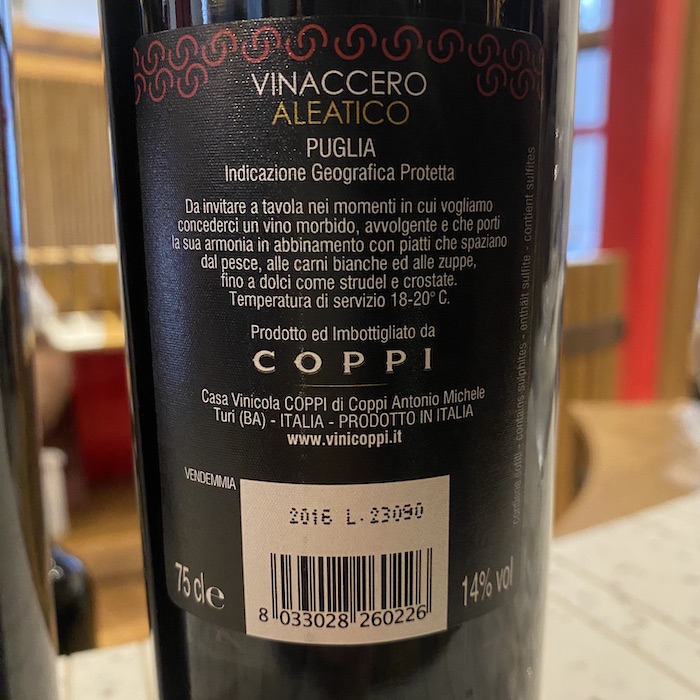 VINACCERO
ALEATICO
PUGLIA
Indicazione Geografica Protetta
Da invitare a tavola nei momenti in cui vogliamo
concederci un vino morbido, avvolgente e che porti
la sua armonia in abbinamento con piatti che spaziano
dal pesce, alle carni bianche ed alle zuppe,
fino a dolci come strudel e crostate.
Temperatura di servizio 18-20° C.
Prodotto ed Imbottigliato da
COPPI
Casa Vinicola COPPI di Coppi Antonio Michele
Turi (BA) - ITALIA - PRODOTTO IN ITALIA
www.vinicoppi.it
VENDEMMIA
2016 L.23090
75 cl e
14% vol
8 033028 260226
contiene solfiti - contains sulphites - enthält sulfite - contient sulfites